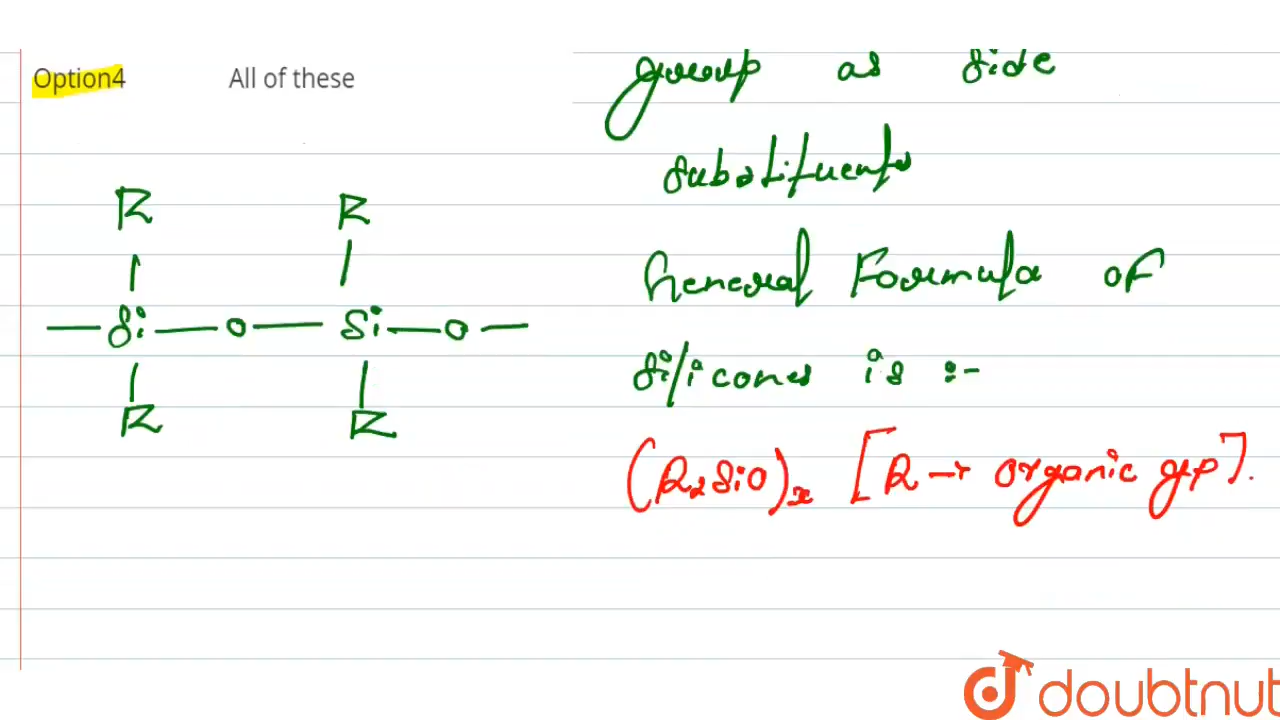 Option4 All of these
R R
— Si — O — Si — O —
R R
group as side
substituents
General Formula of
silicones is :-
(R₂SiO)ₓ [R → organic grp].
doubtnut